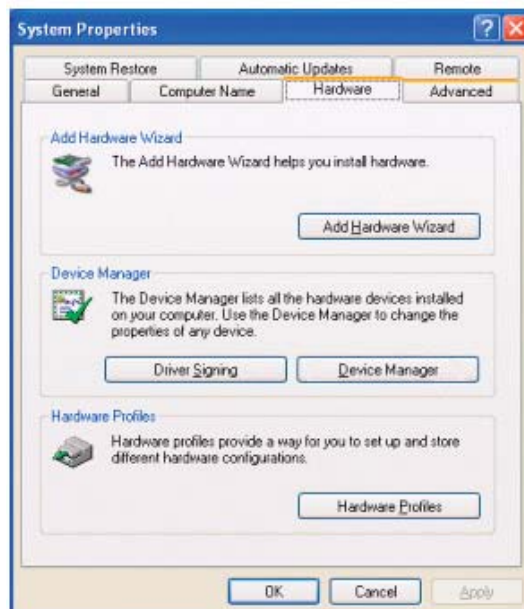 System Properties
System Restore Automatic Updates Remote
General Computer Name Hardware Advanced
Add Hardware Wizard
The Add Hardware Wizard helps you install hardware.
Add Hardware Wizard
Device Manager
The Device Manager lists all the hardware devices installed
on your computer. Use the Device Manager to change the
properties of any device.
Driver Signing Device Manager
Hardware Profiles
Hardware profiles provide a way for you to set up and store
different hardware configurations.
Hardware Profiles
OK Cancel Apply